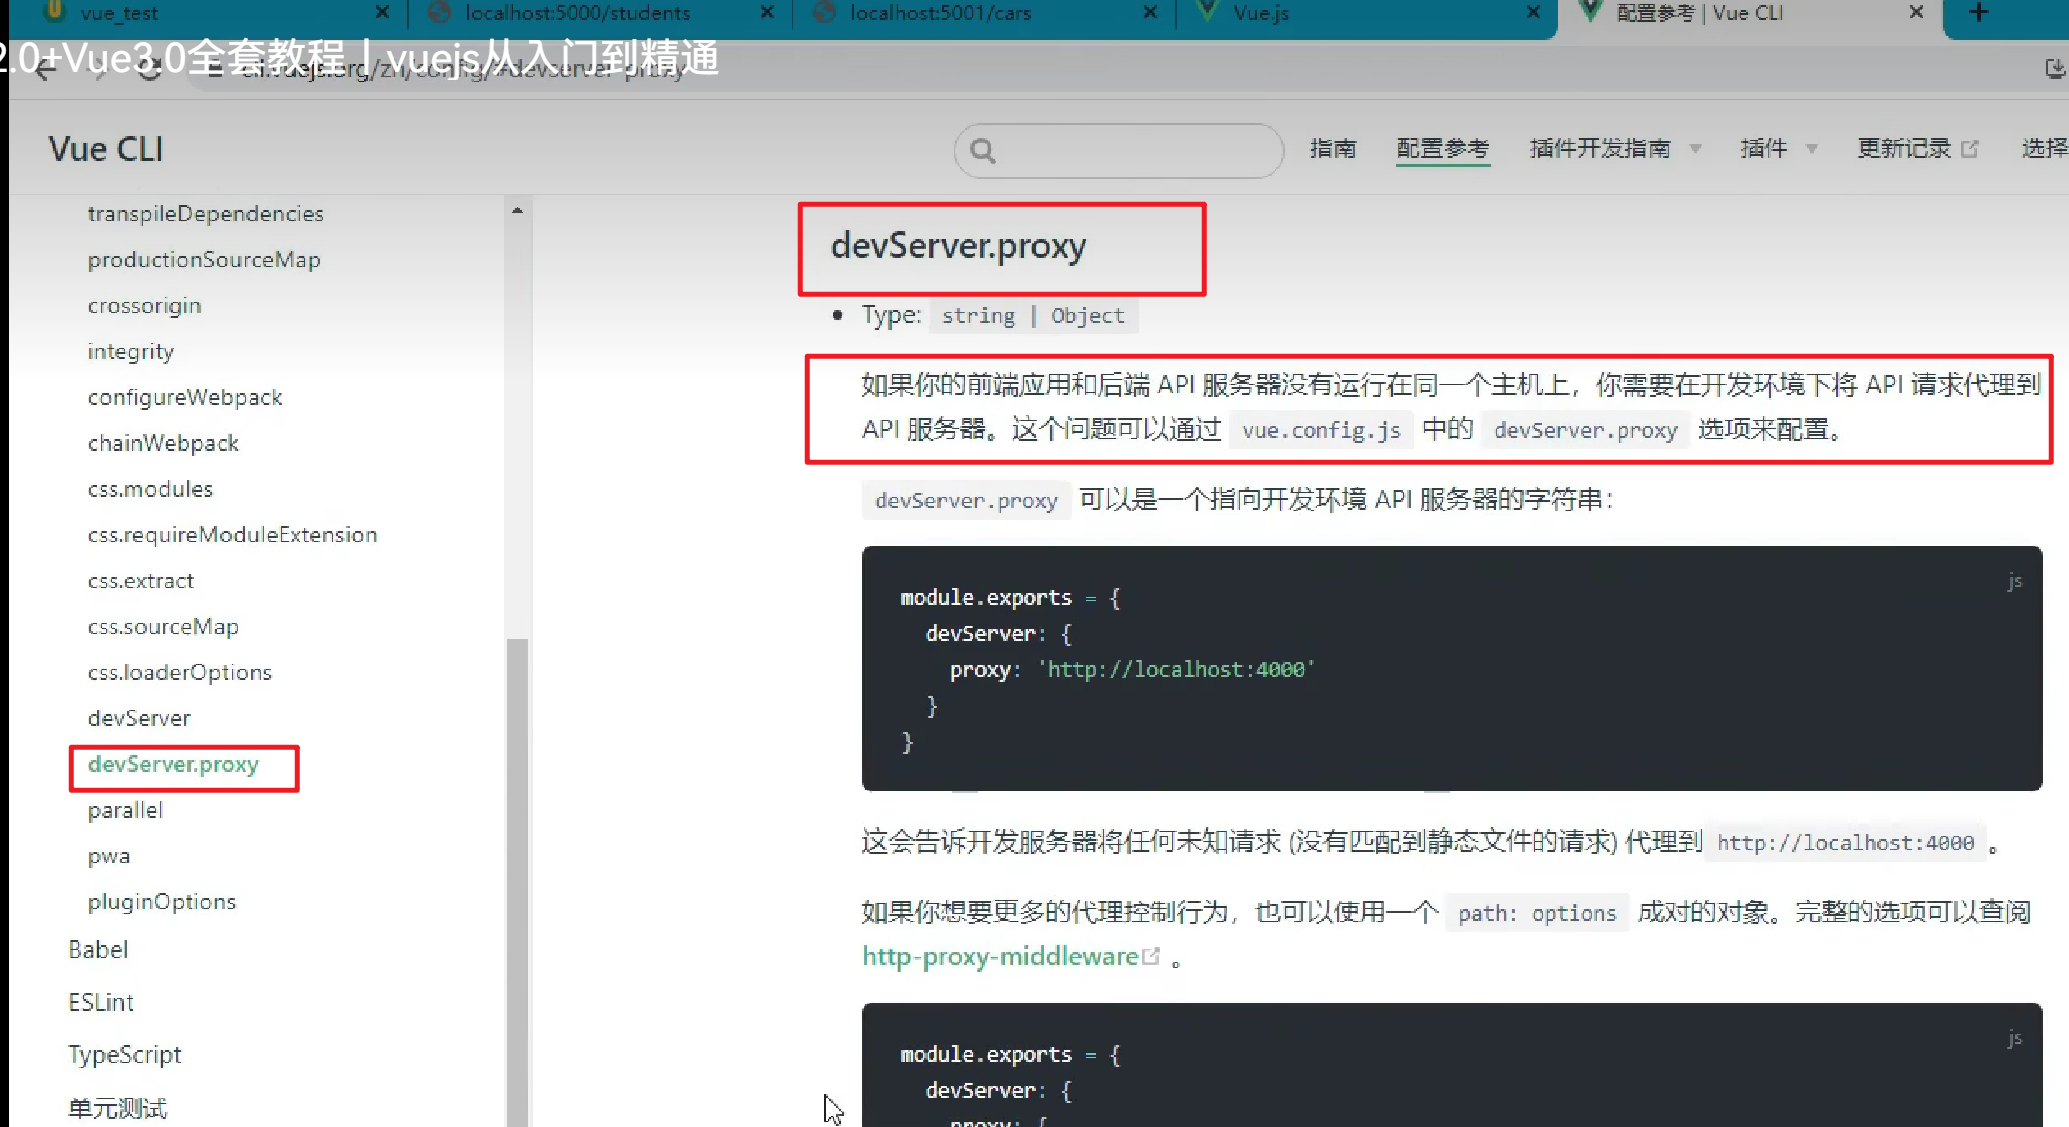 vue_test
localhost:5000/students
localhost:5001/cars
Vue.js
配置参考 | Vue CLI
2.0+Vue3.0全套教程 | vuejs从入门到精通
cli.vuejs.org/zh/config/#devserver-proxy
Vue CLI
指南
配置参考
插件开发指南
插件
更新记录
选择
transpileDependencies
productionSourceMap
crossorigin
integrity
configureWebpack
chainWebpack
css.modules
css.requireModuleExtension
css.extract
css.sourceMap
css.loaderOptions
devServer
devServer.proxy
parallel
pwa
pluginOptions
Babel
ESLint
TypeScript
单元测试
devServer.proxy
Type: string | Object
如果你的前端应用和后端 API 服务器没有运行在同一个主机上，你需要在开发环境下将 API 请求代理到
API 服务器。这个问题可以通过 vue.config.js 中的 devServer.proxy 选项来配置。
devServer.proxy 可以是一个指向开发环境 API 服务器的字符串：
js
module.exports = {
devServer: {
proxy: 'http://localhost:4000'
}
}
这会告诉开发服务器将任何未知请求 (没有匹配到静态文件的请求) 代理到 http://localhost:4000 。
如果你想要更多的代理控制行为，也可以使用一个 path: options 成对的对象。完整的选项可以查阅
http-proxy-middleware 。
js
module.exports = {
devServer: {
proxy: {